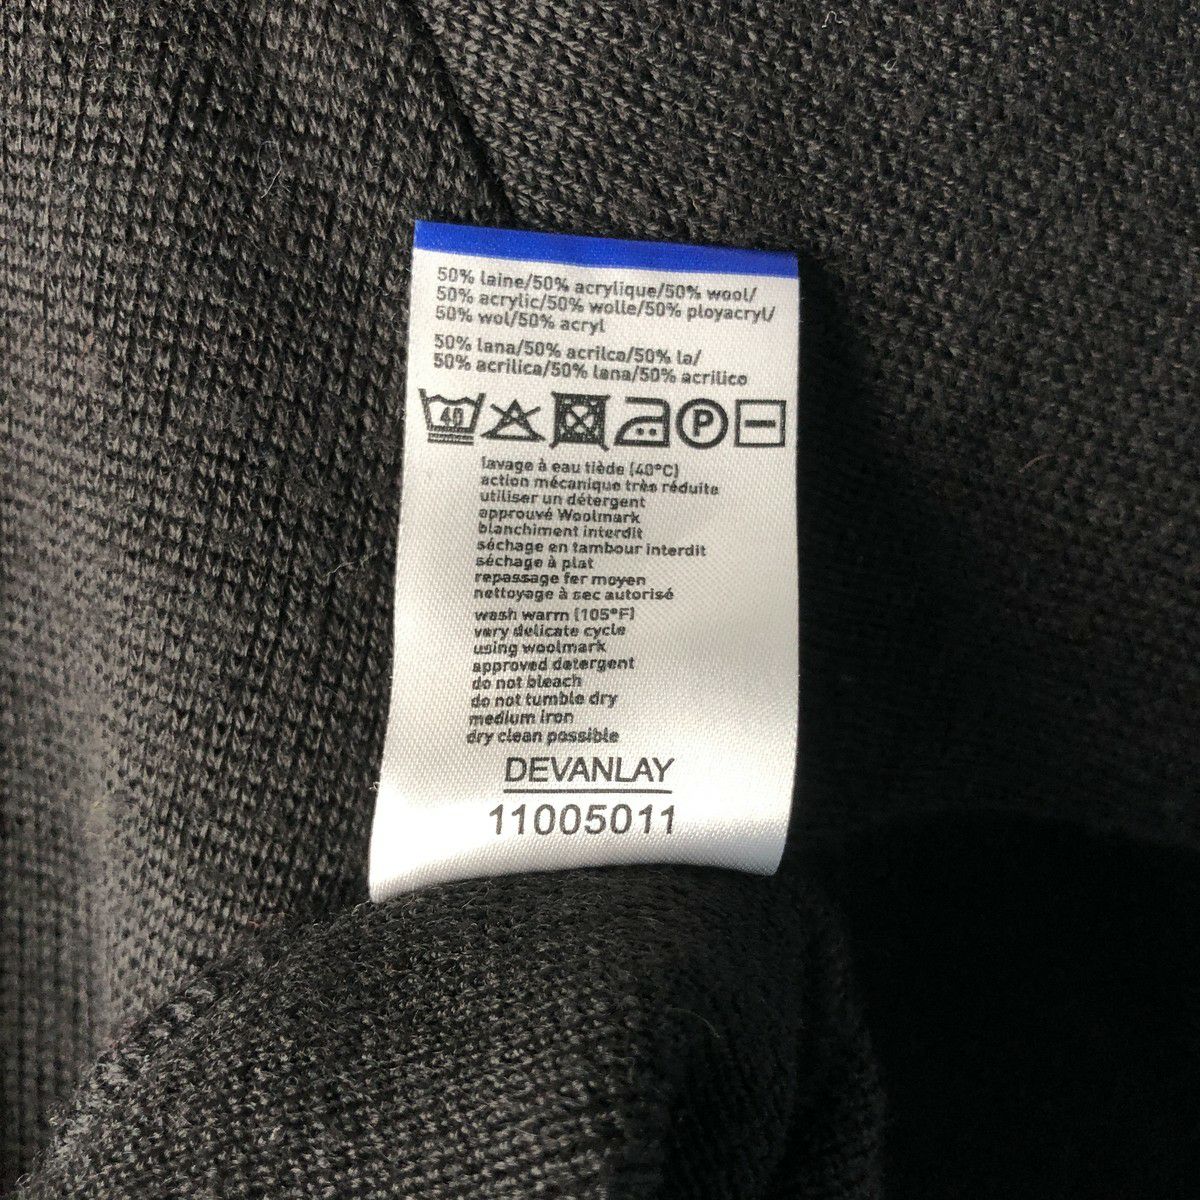 50% laine/50% acrylique/50% wool/
50% acrylic/50% wolle/50% ployacryl/
50% wol/50% acryl
50% lana/50% acrilca/50% la/
50% acrilica/50% lana/50% acrilico
40 P
lavage à eau tiède (40°C)
action mécanique très réduite
utiliser un détergent
approuvé Woolmark
blanchiment interdit
séchage en tambour interdit
séchage à plat
repassage fer moyen
nettoyage à sec autorisé
wash warm (105°F)
very delicate cycle
using woolmark
approved detergent
do not bleach
do not tumble dry
medium iron
dry clean possible
DEVANLAY
11005011